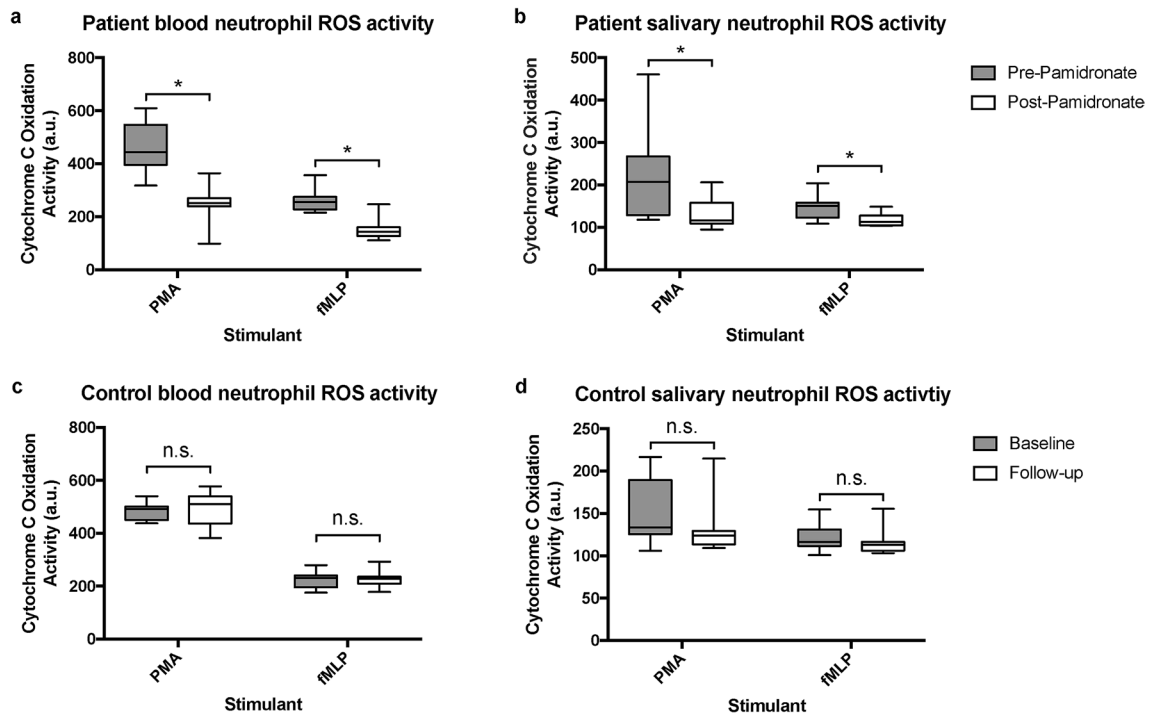 a
Patient blood neutrophil ROS activity
Cytochrome C Oxidation
Activity (a.u.)
800
600
400
200
0
*
*
PMA
fMLP
Stimulant
b
Patient salivary neutrophil ROS activity
Cytochrome C Oxidation
Activity (a.u.)
500
400
300
200
100
0
*
*
PMA
fMLP
Stimulant
Pre-Pamidronate
Post-Pamidronate
c
Control blood neutrophil ROS activity
Cytochrome C Oxidation
Activity (a.u.)
800
600
400
200
0
n.s.
n.s.
PMA
fMLP
Stimulant
d
Control salivary neutrophil ROS activtiy
Cytochrome C Oxidation
Activity (a.u.)
250
200
150
100
50
0
n.s.
n.s.
PMA
fMLP
Stimulant
Baseline
Follow-up